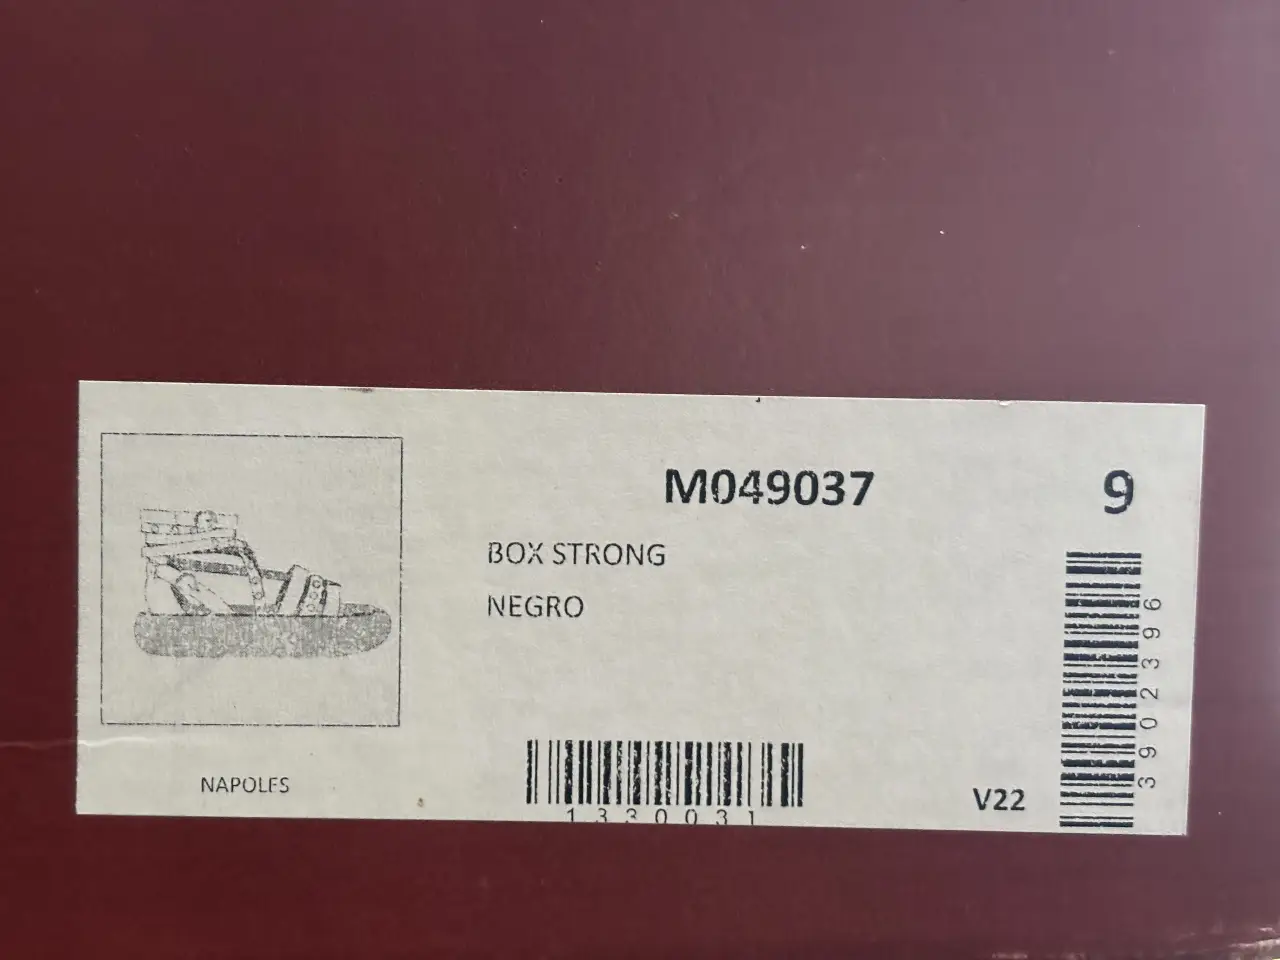 M049037
9
BOX STRONG
NEGRO
NAPOLES
1330031
V22
3902396